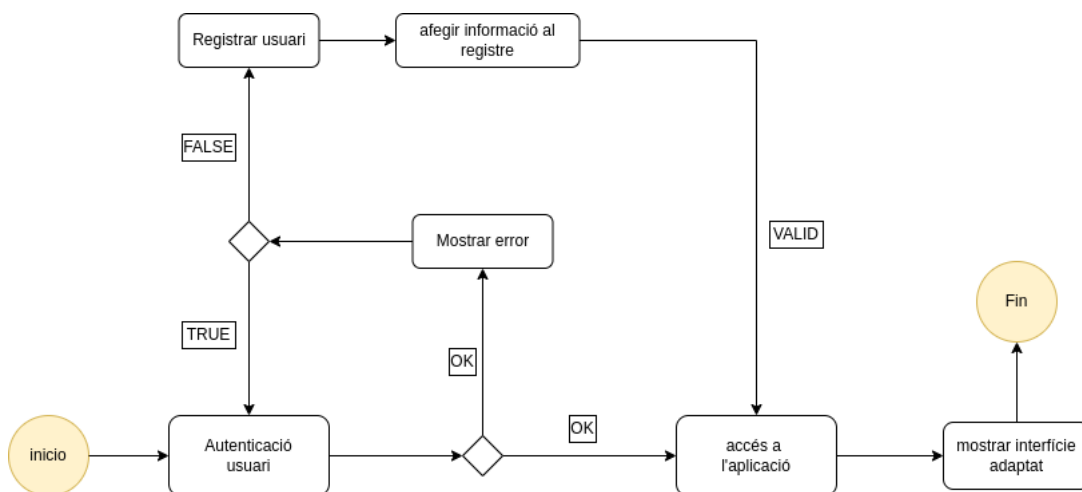 Registrar usuari
afegir informació al
registre
FALSE
Mostrar error
VALID
Fin
TRUE
OK
OK
inicio
Autenticació
usuari
accés a
l'aplicació
mostrar interfície
adaptat